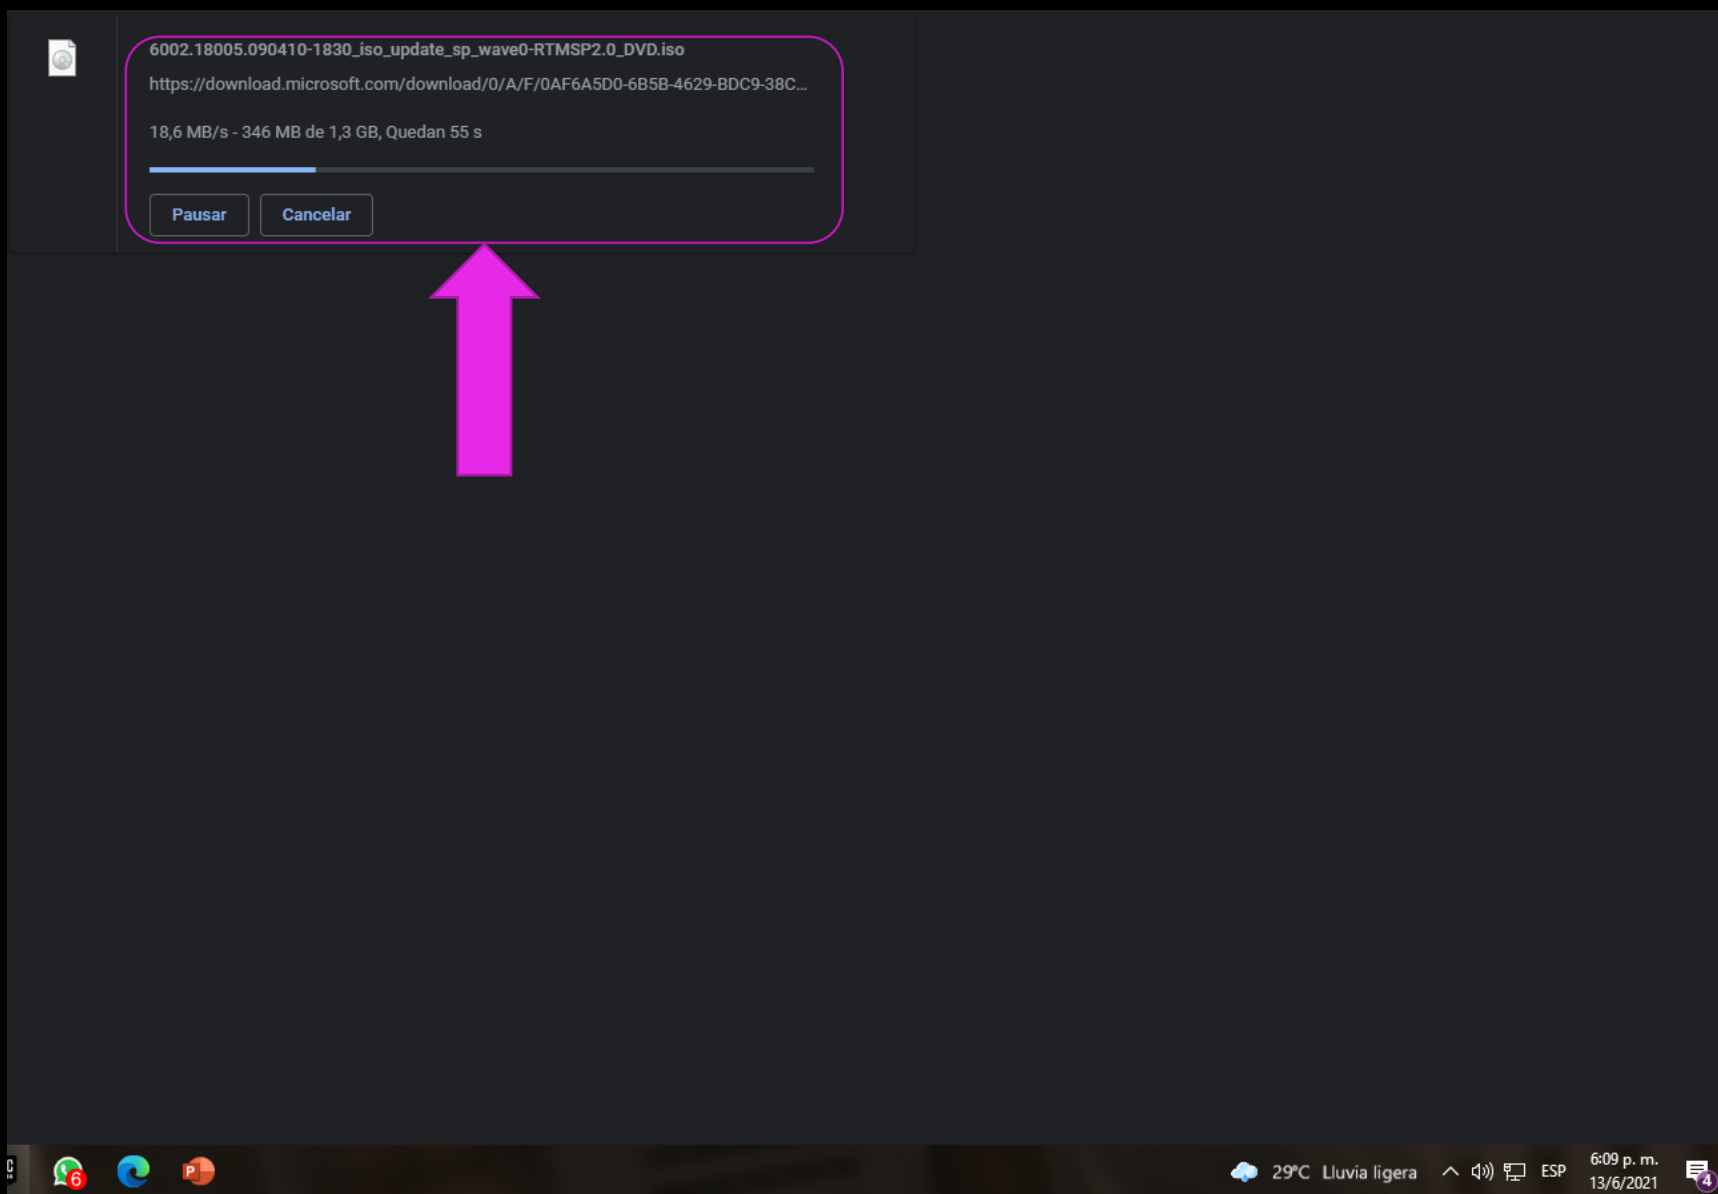 6002.18005.090410-1830_iso_update_sp_wave0-RTMSP2.0_DVD.iso
https://download.microsoft.com/download/0/A/F/0AF6A5D0-6B5B-4629-BDC9-38C...
18,6 MB/s - 346 MB de 1,3 GB, Quedan 55 s
Pausar Cancelar
6
P
29°C Lluvia ligera
ESP
6:09 p. m.
13/6/2021
4